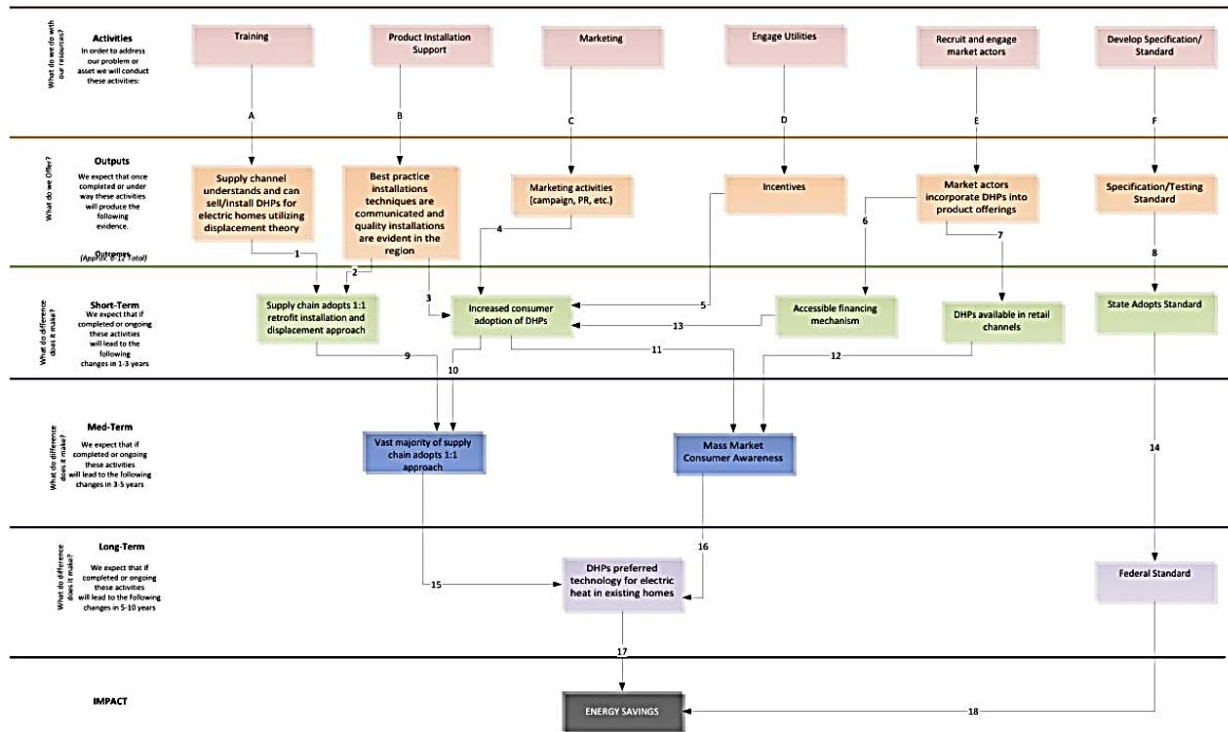 What do we do with
our resources?
Activities
In order to address
our problem or
asset we will conduct
these activities:
Training
Product Installation
Support
Marketing
Engage Utilities
Recruit and engage
market actors
Develop Specification/
Standard
A
B
C
D
E
F
What do we Offer?
Outputs
We expect that once
completed or under
way these activities
will produce the
following
evidence.
Supply channel
understands and can
sell/install DHPs for
electric homes utilizing
displacement theory
Best practice
installations
techniques are
communicated and
quality installations
are evident in the
region
Marketing activities
(campaign, PR, etc.)
Incentives
Market actors
incorporate DHPs into
product offerings
Specification/Testing
Standard
1
2
3
4
5
6
7
8
Outcomes
(Approx. 8-12 Total)
What do difference
does it make?
Short-Term
We expect that if
completed or ongoing
these activities
will lead to the
following
changes in 1-3 years
Supply chain adopts 1:1
retrofit installation and
displacement approach
Increased consumer
adoption of DHPs
Accessible financing
mechanism
DHPs available in retail
channels
State Adopts Standard
13
9
10
11
12
What do difference
does it make?
Med-Term
We expect that if
completed or ongoing
these activities
will lead to the following
changes in 3-5 years
Vast majority of supply
chain adopts 1:1
approach
Mass Market
Consumer Awareness
14
What do difference
does it make?
Long-Term
We expect that if
completed or ongoing
these activities
will lead to the following
changes in 5-10 years
15
DHPs preferred
technology for electric
heat in existing homes
16
Federal Standard
17
IMPACT
ENERGY SAVINGS
18